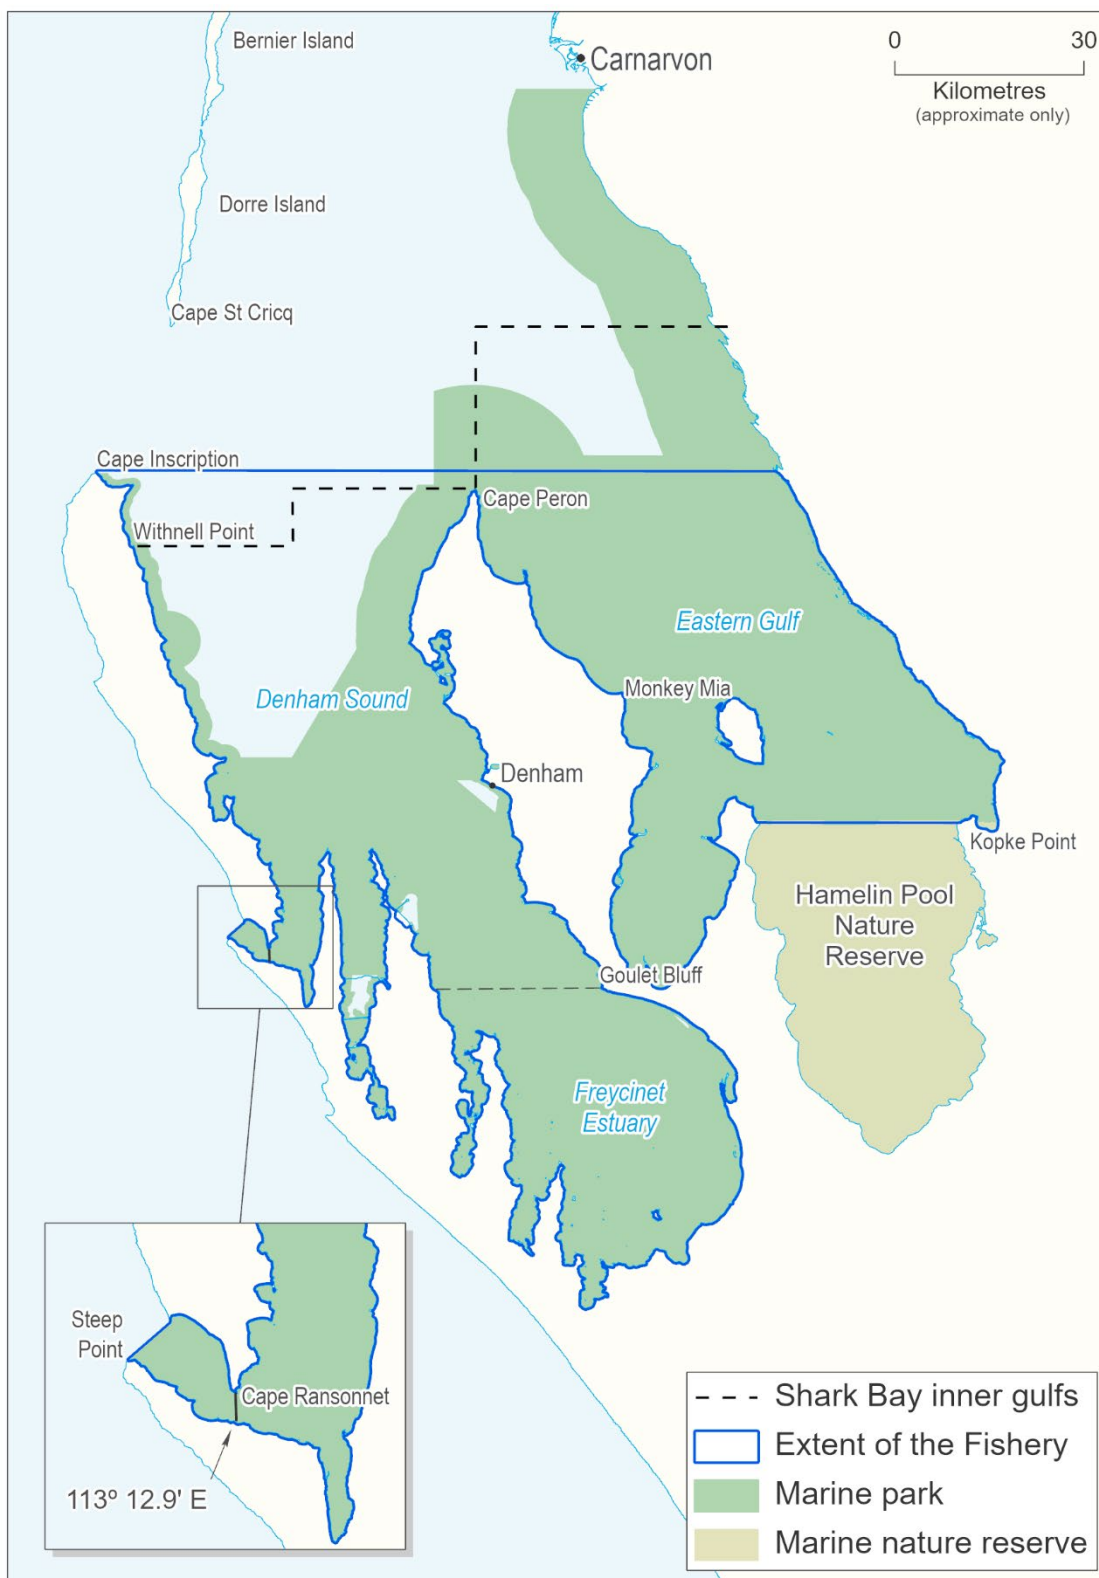 Bernier Island
Carnarvon
0 30
Kilometres
(approximate only)
Dorre Island
Cape St Cricq
Cape Inscription
Cape Peron
Withnell Point
Eastern Gulf
Monkey Mia
Denham Sound
Denham
Kopke Point
Hamelin Pool
Nature
Reserve
Goulet Bluff
Freycinet
Estuary
Steep
Point
Cape Ransonnet
113º 12.9' E
Shark Bay inner gulfs
Extent of the Fishery
Marine park
Marine nature reserve